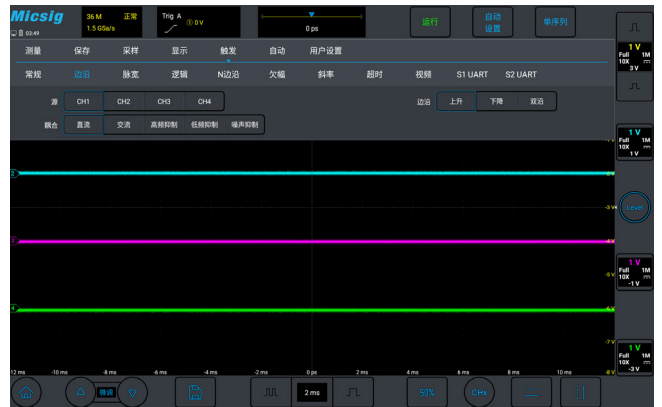 Micsig 36 M 正常 Trig A ① 0 V 0 ps 运行 自动设置 单序列
03:49 1.5 GSa/s
测量 保存 采样 显示 触发 自动 用户设置
常规 边沿 脉宽 逻辑 N边沿 欠幅 斜率 超时 视频 S1 UART S2 UART
源 CH1 CH2 CH3 CH4 边沿 上升 下降 双沿
耦合 直流 交流 高频抑制 低频抑制 噪声抑制
1 V
Full 1M
10X
3 V
1 V
Full 1M
10X
1 V
-1 V
2
-3 V
Level
3
-4 V
1 V
Full 1M
10X
-1 V
-5 V
4
-6 V
-7 V
1 V
Full 1M
10X
-3 V
12 ms -10 ms -8 ms -6 ms -4 ms -2 ms 0 ps 2 ms 4 ms 6 ms 8 ms 10 ms -8 V
微调 2 ms 50% CHx